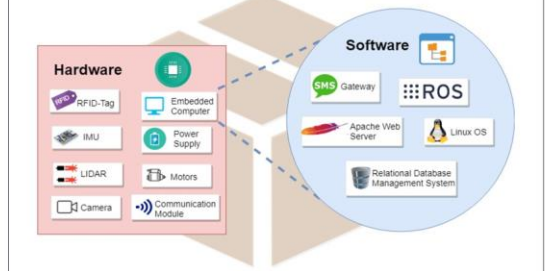 Hardware
RFID
RFID-Tag
Embedded
Computer
IMU
Power
Supply
LIDAR
Motors
Camera
Communication
Module
Software
SMS
Gateway
ROS
Apache Web
Server
Linux OS
Relational Database
Management System